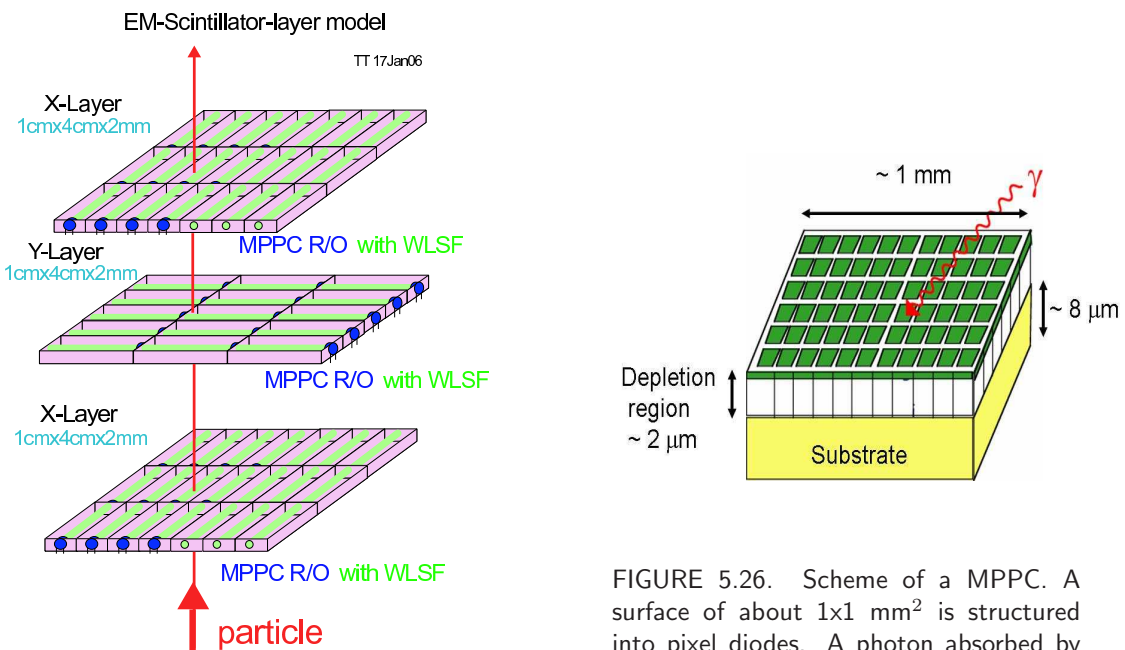 EM-Scintillator-layer model
TT 17Jan06
X-Layer
1cmx4cmx2mm
MPPC R/O with WLSF
Y-Layer
1cmx4cmx2mm
MPPC R/O with WLSF
X-Layer
1cmx4cmx2mm
MPPC R/O with WLSF
particle
~ 1 mm
γ
~ 8 µm
Depletion
region
~ 2 µm
Substrate
FIGURE 5.26. Scheme of a MPPC. A
surface of about 1x1 mm² is structured
into pixel diodes. A photon absorbed by